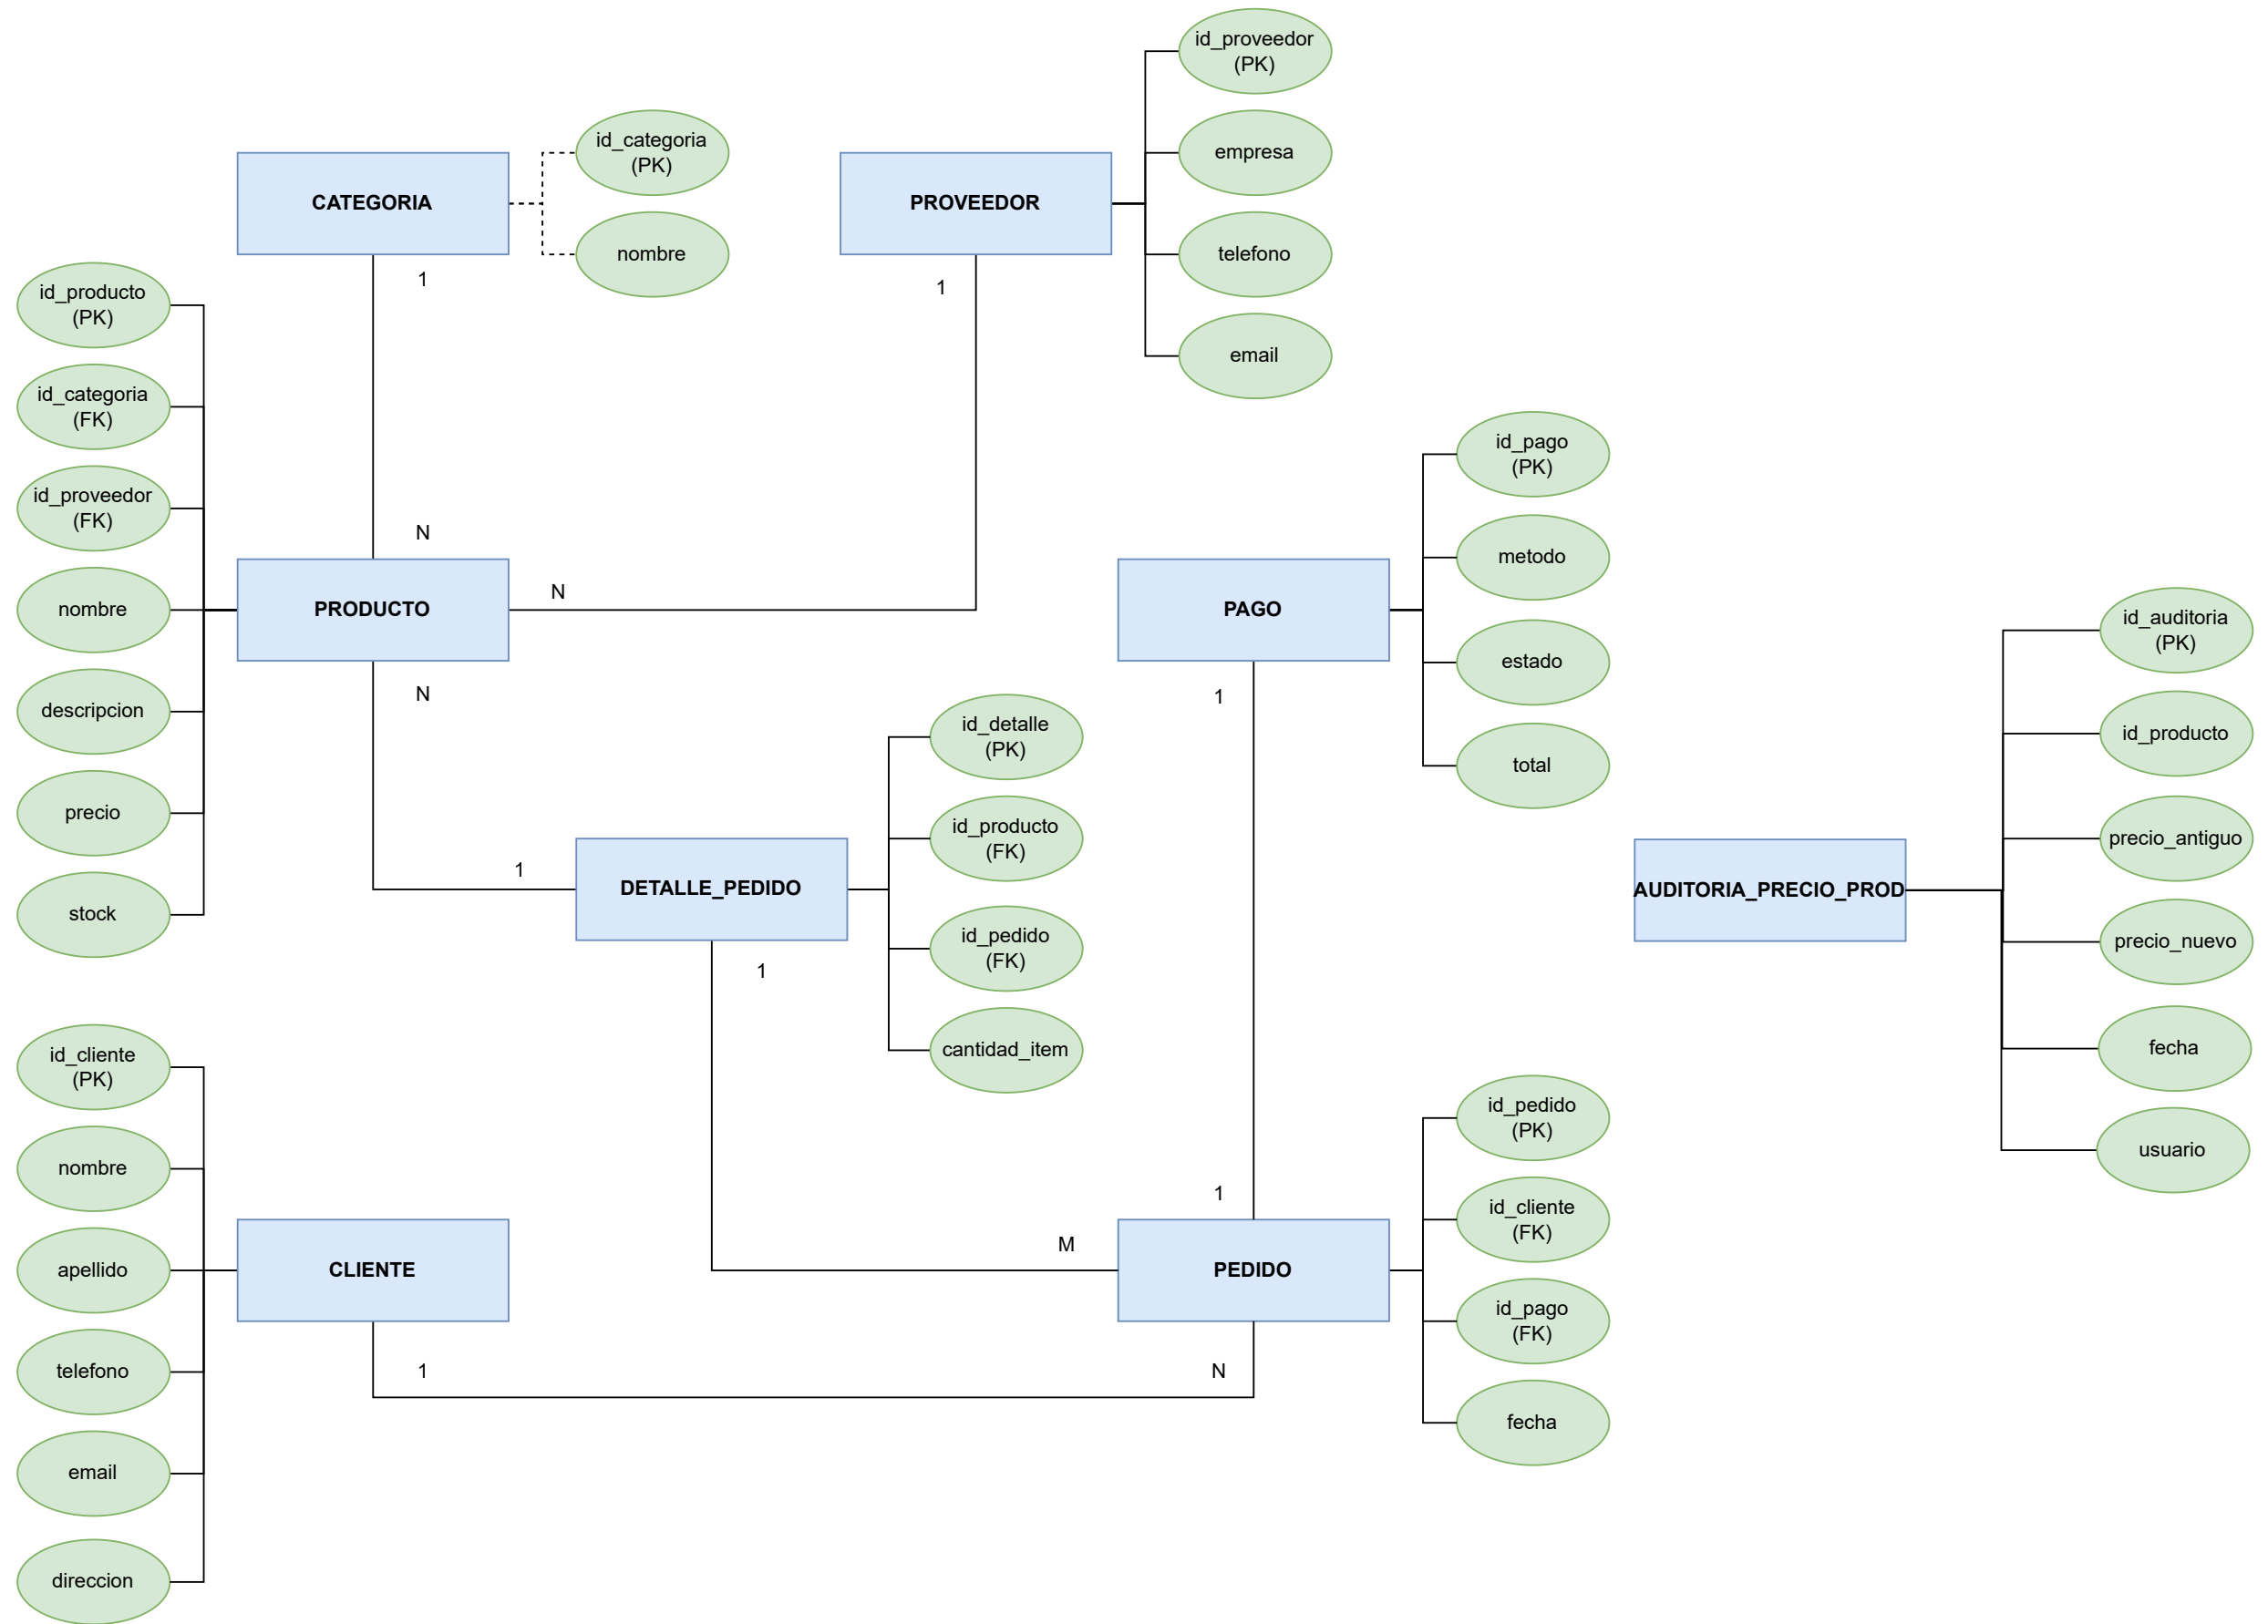 id_proveedor
(PK)
id_categoria
(PK)
empresa
CATEGORIA
PROVEEDOR
nombre
telefono
1
1
id_producto
(PK)
email
id_categoria
(FK)
id_pago
(PK)
id_proveedor
(FK)
N
metodo
N
nombre
PRODUCTO
PAGO
id_auditoria
(PK)
estado
N
1
descripcion
id_detalle
(PK)
id_producto
total
precio
id_producto
(FK)
precio_antiguo
1
DETALLE_PEDIDO
AUDITORIA_PRECIO_PROD
stock
id_pedido
(FK)
precio_nuevo
1
id_cliente
(PK)
cantidad_item
fecha
id_pedido
(PK)
nombre
usuario
1
id_cliente
(FK)
M
apellido
CLIENTE
PEDIDO
id_pago
(FK)
telefono
1
N
fecha
email
direccion